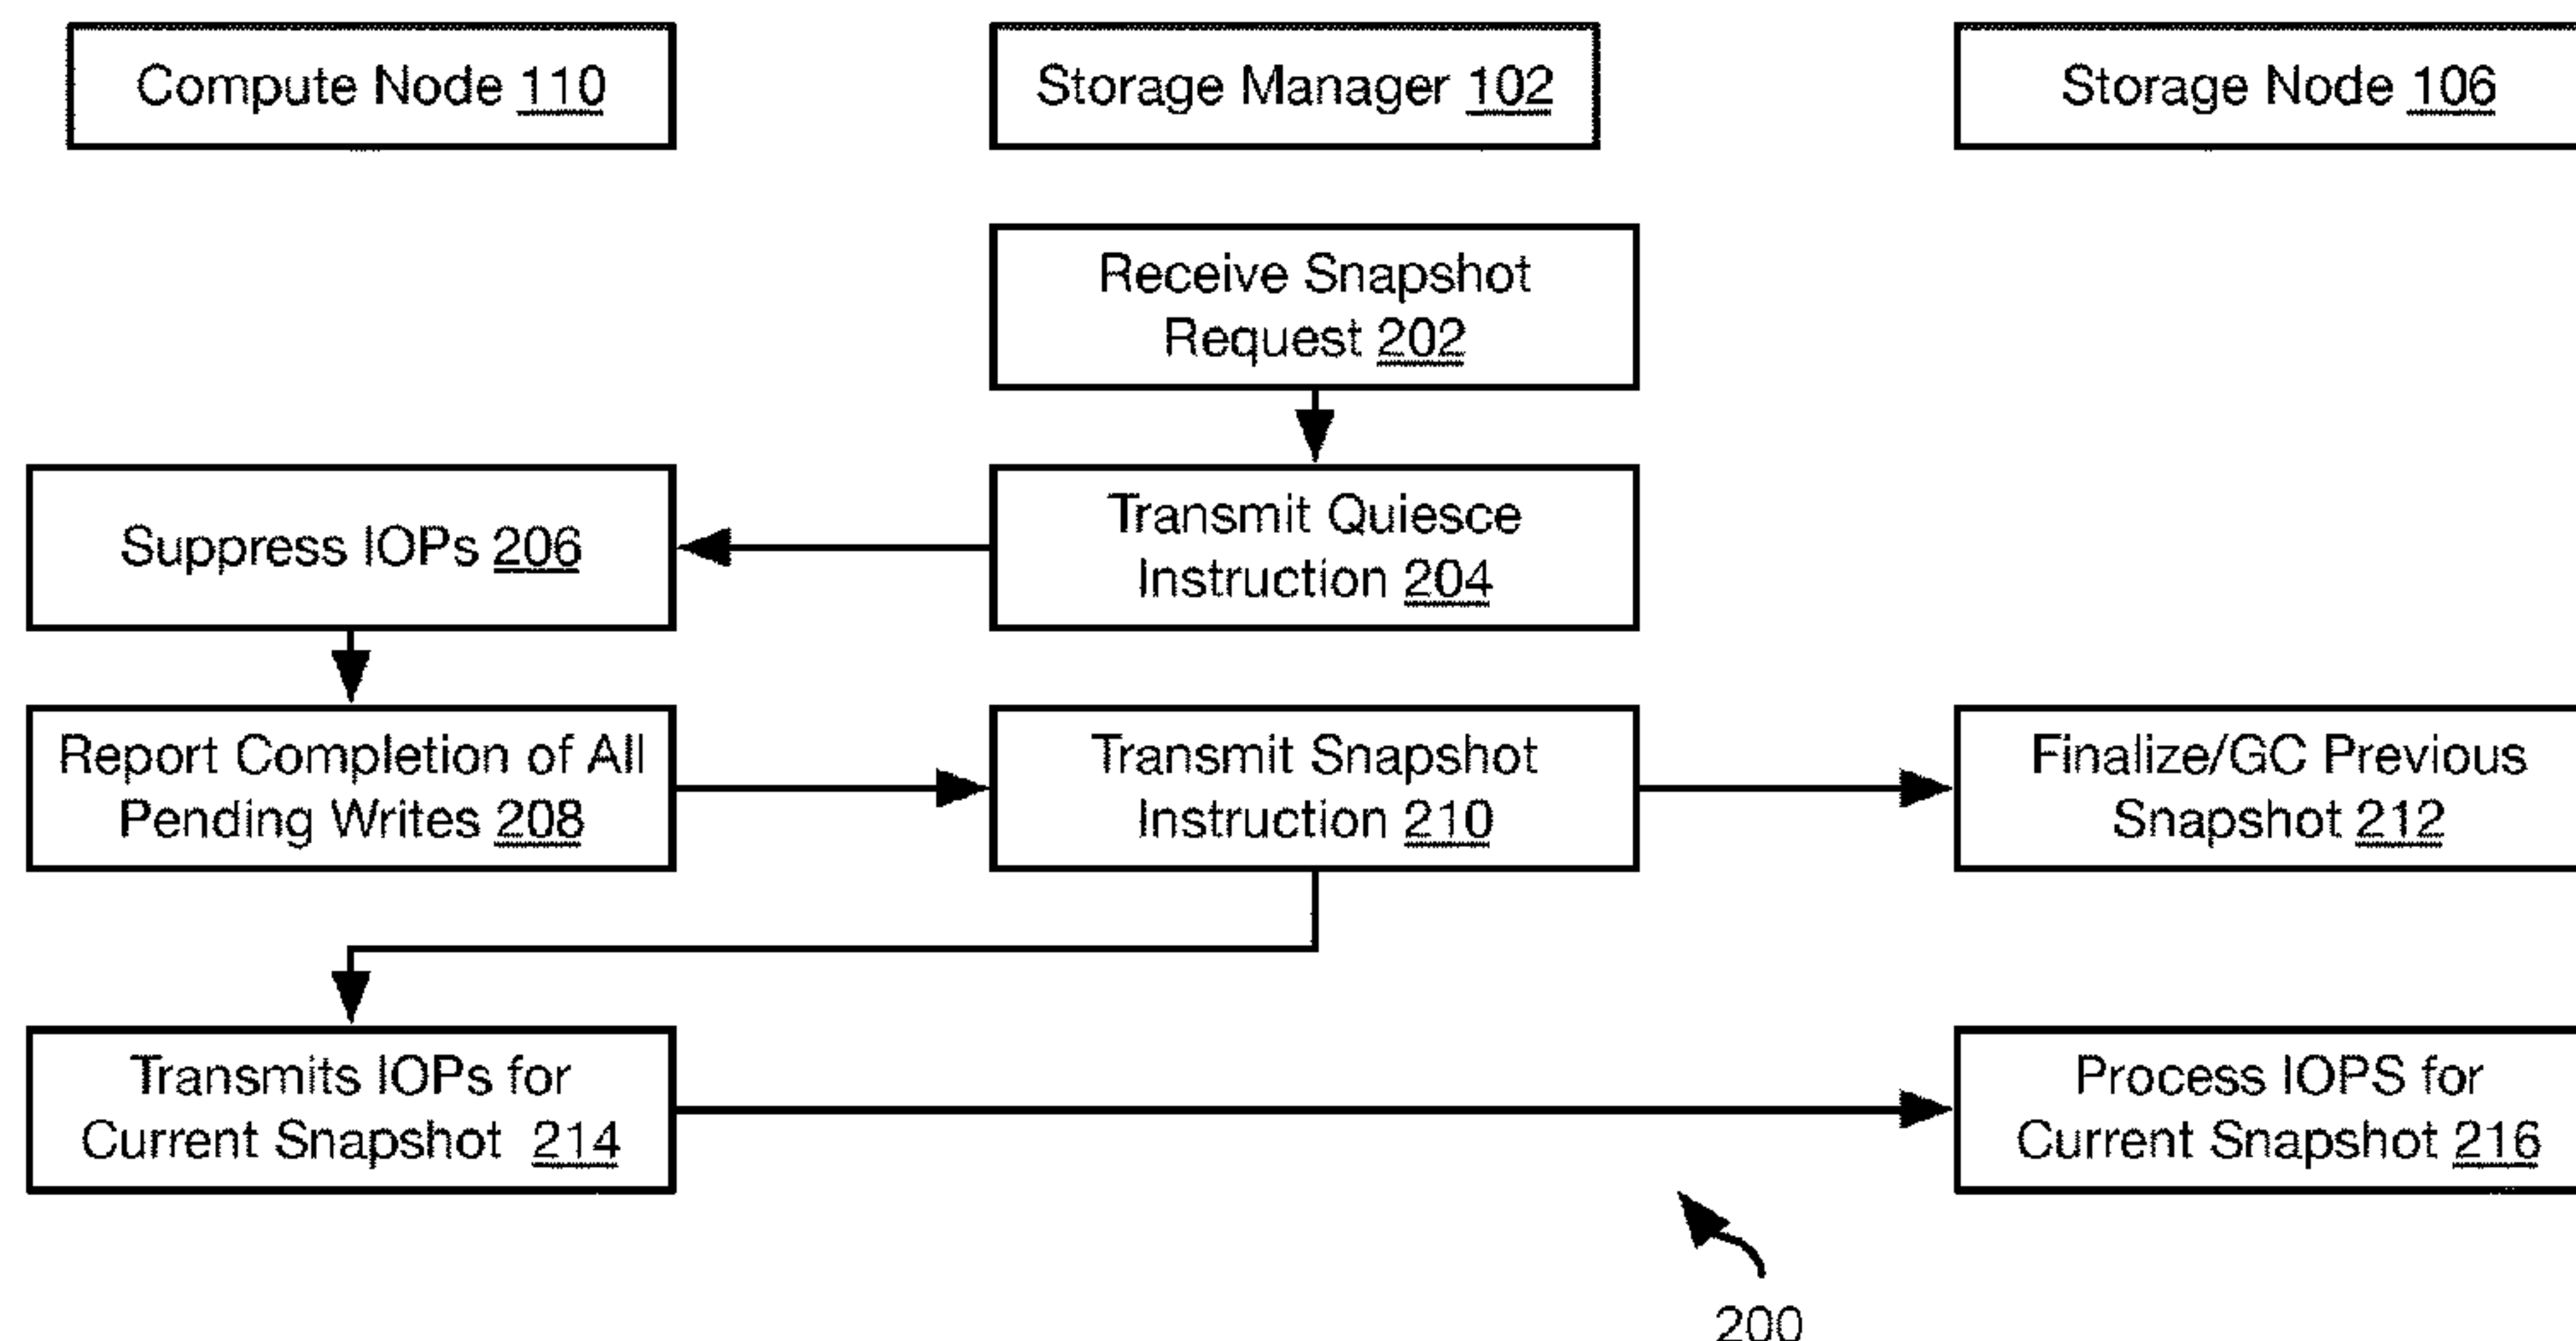 Compute Node 110
Storage Manager 102
Storage Node 106
Receive Snapshot
Request 202
Suppress IOPs 206
Transmit Quiesce
Instruction 204
Report Completion of All
Pending Writes 208
Transmit Snapshot
Instruction 210
Finalize/GC Previous
Snapshot 212
Transmits IOPs for
Current Snapshot 214
Process IOPS for
Current Snapshot 216
200